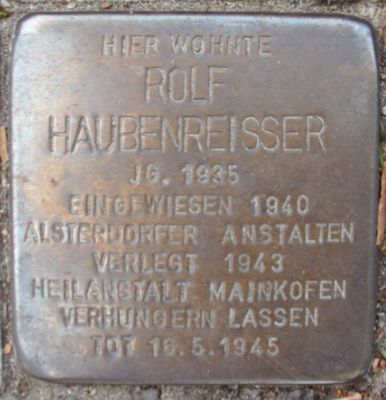 HIER WOHNTE
ROLF
HAUBENREISSER
JG. 1935
EINGEWIESEN 1940
ALSTERDORFER ANSTALTEN
VERLEGT 1943
HEILANSTALT MAINKOFEN
VERHUNGERN LASSEN
TOT 16.5.1945